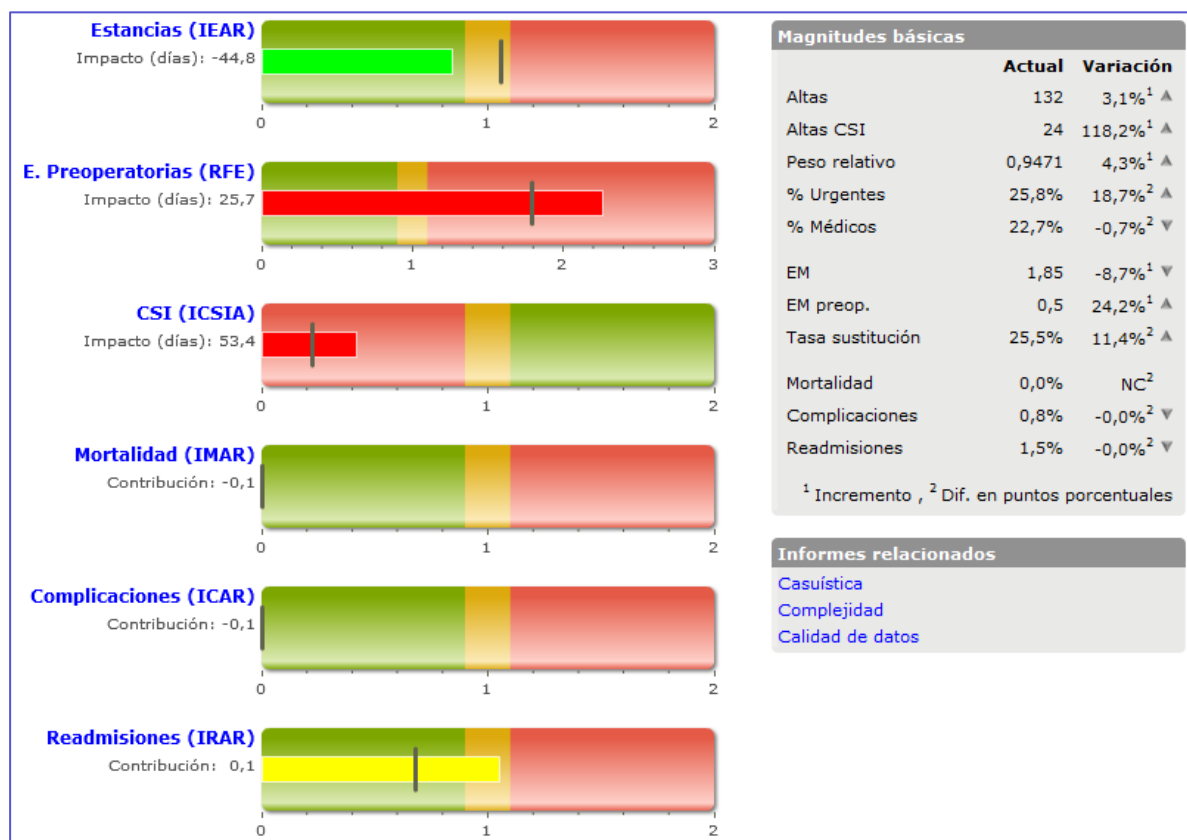 Estancias (IEAR)
Impacto (días): -44,8
0 1 2
E. Preoperatorias (RFE)
Impacto (días): 25,7
0 1 2 3
CSI (ICSIA)
Impacto (días): 53,4
0 1 2
Mortalidad (IMAR)
Contribución: -0,1
0 1 2
Complicaciones (ICAR)
Contribución: -0,1
0 1 2
Readmisiones (IRAR)
Contribución: 0,1
0 1 2
Magnitudes básicas
Actual Variación
Altas 132 3,1%¹ ▲
Altas CSI 24 118,2%¹ ▲
Peso relativo 0,9471 4,3%¹ ▲
% Urgentes 25,8% 18,7%² ▲
% Médicos 22,7% -0,7%² ▼
EM 1,85 -8,7%¹ ▼
EM preop. 0,5 24,2%¹ ▲
Tasa sustitución 25,5% 11,4%² ▲
Mortalidad 0,0% NC²
Complicaciones 0,8% -0,0%² ▼
Readmisiones 1,5% -0,0%² ▼
¹ Incremento , ² Dif. en puntos porcentuales
Informes relacionados
Casuística
Complejidad
Calidad de datos